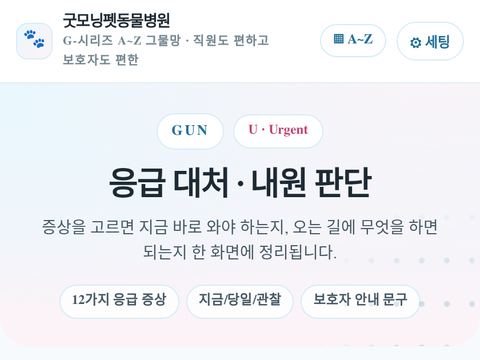 굿모닝펫동물병원
G-시리즈 A~Z 그물망 · 직원도 편하고
보호자도 편한
▦ A~Z
⚙ 세팅
GUN
U · Urgent
응급 대처 · 내원 판단
증상을 고르면 지금 바로 와야 하는지, 오는 길에 무엇을 하면
되는지 한 화면에 정리됩니다.
12가지 응급 증상
지금/당일/관찰
보호자 안내 문구